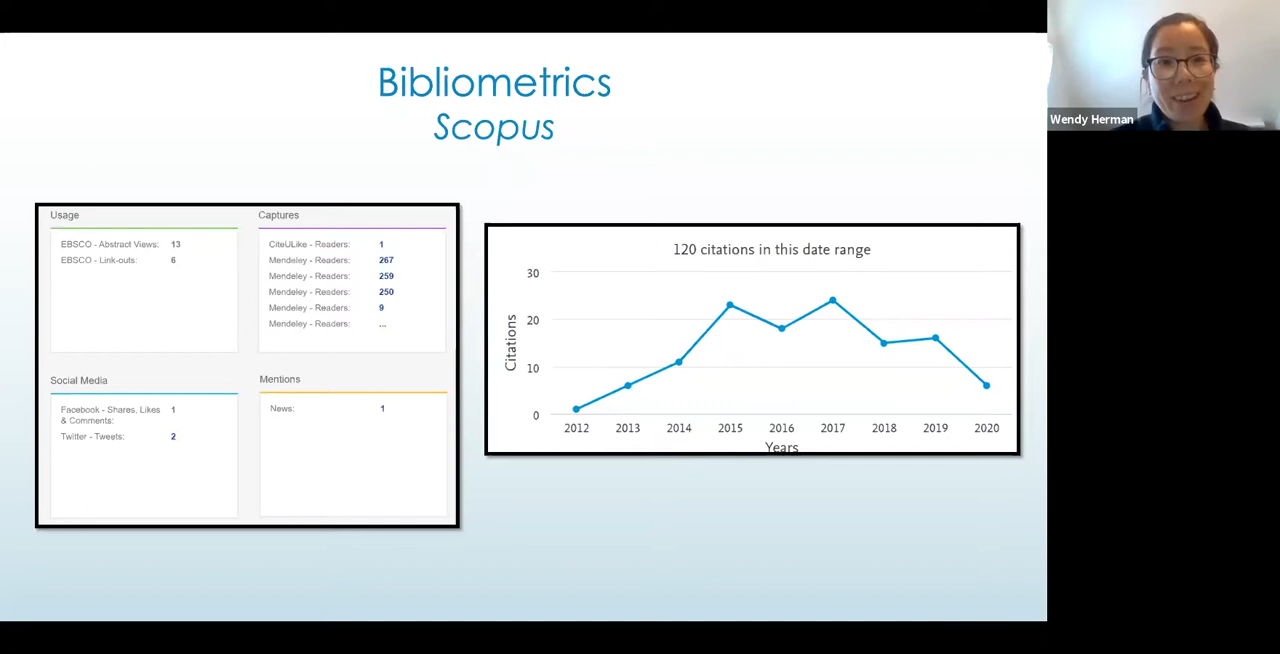 Bibliometrics
Scopus
Wendy Herman
Usage
EBSCO - Abstract Views: 13
EBSCO - Link-outs: 6
Captures
CiteULike - Readers: 1
Mendeley - Readers: 267
Mendeley - Readers: 259
Mendeley - Readers: 250
Mendeley - Readers: 9
Mendeley - Readers: ...
Social Media
Facebook - Shares, Likes 1
& Comments:
Twitter - Tweets: 2
Mentions
News: 1
120 citations in this date range
Citations
30
20
10
0
2012 2013 2014 2015 2016 2017 2018 2019 2020
Years